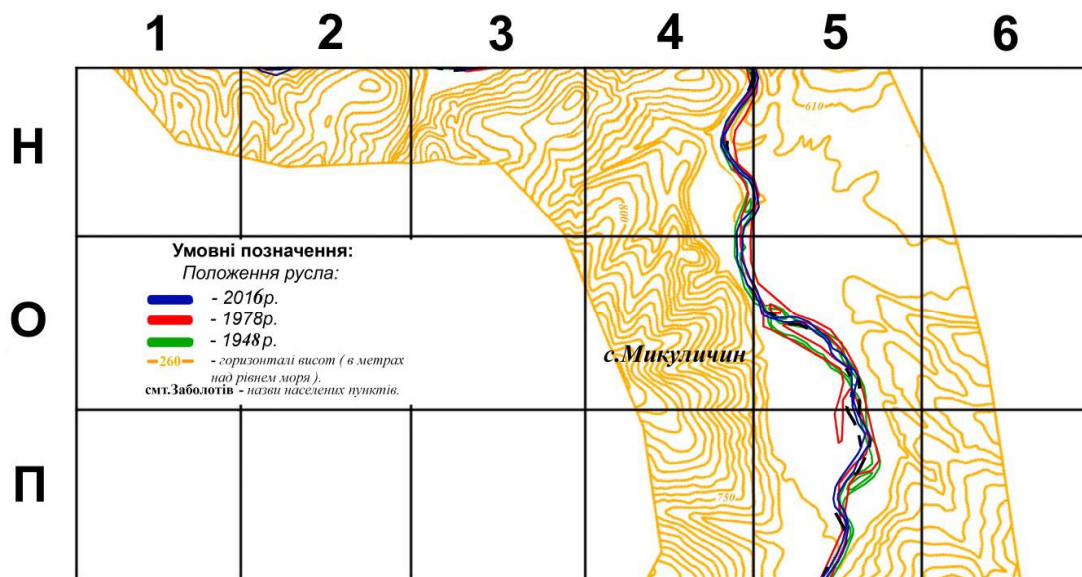 1 2 3 4 5 6
Н
610
800
О
Умовні позначення:
Положення русла:
- 2016р.
- 1978р.
- 1948р.
260 - горизонталі висот ( в метрах
над рівнем моря ).
смт.Заболотів - назви населених пунктів.
с.Микуличин
П
750